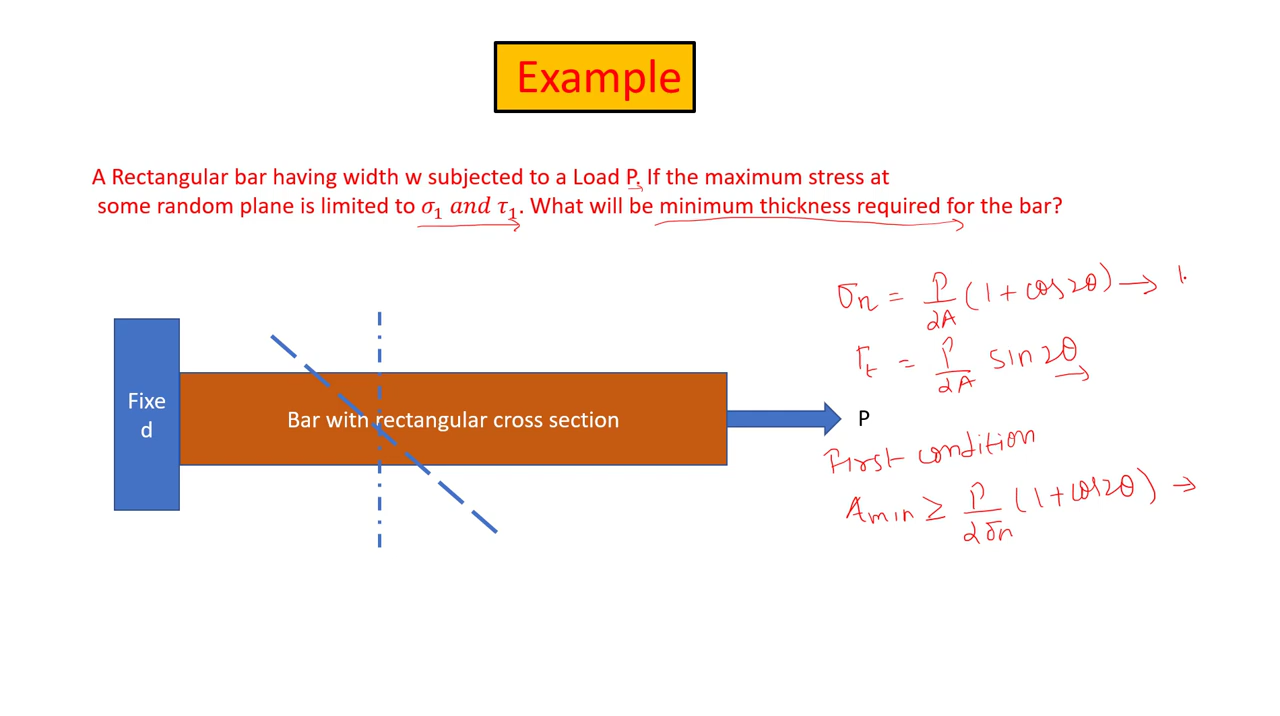 Example
A Rectangular bar having width w subjected to a Load P. If the maximum stress at
some random plane is limited to σ₁ and τ₁. What will be minimum thickness required for the bar?
σn = P/2A (1 + cos2θ) →
τt = P/2A sin 2θ
Fixe
d
Bar with rectangular cross section
P
First condition
Amin ≥ P/2σn (1 + cos2θ) →